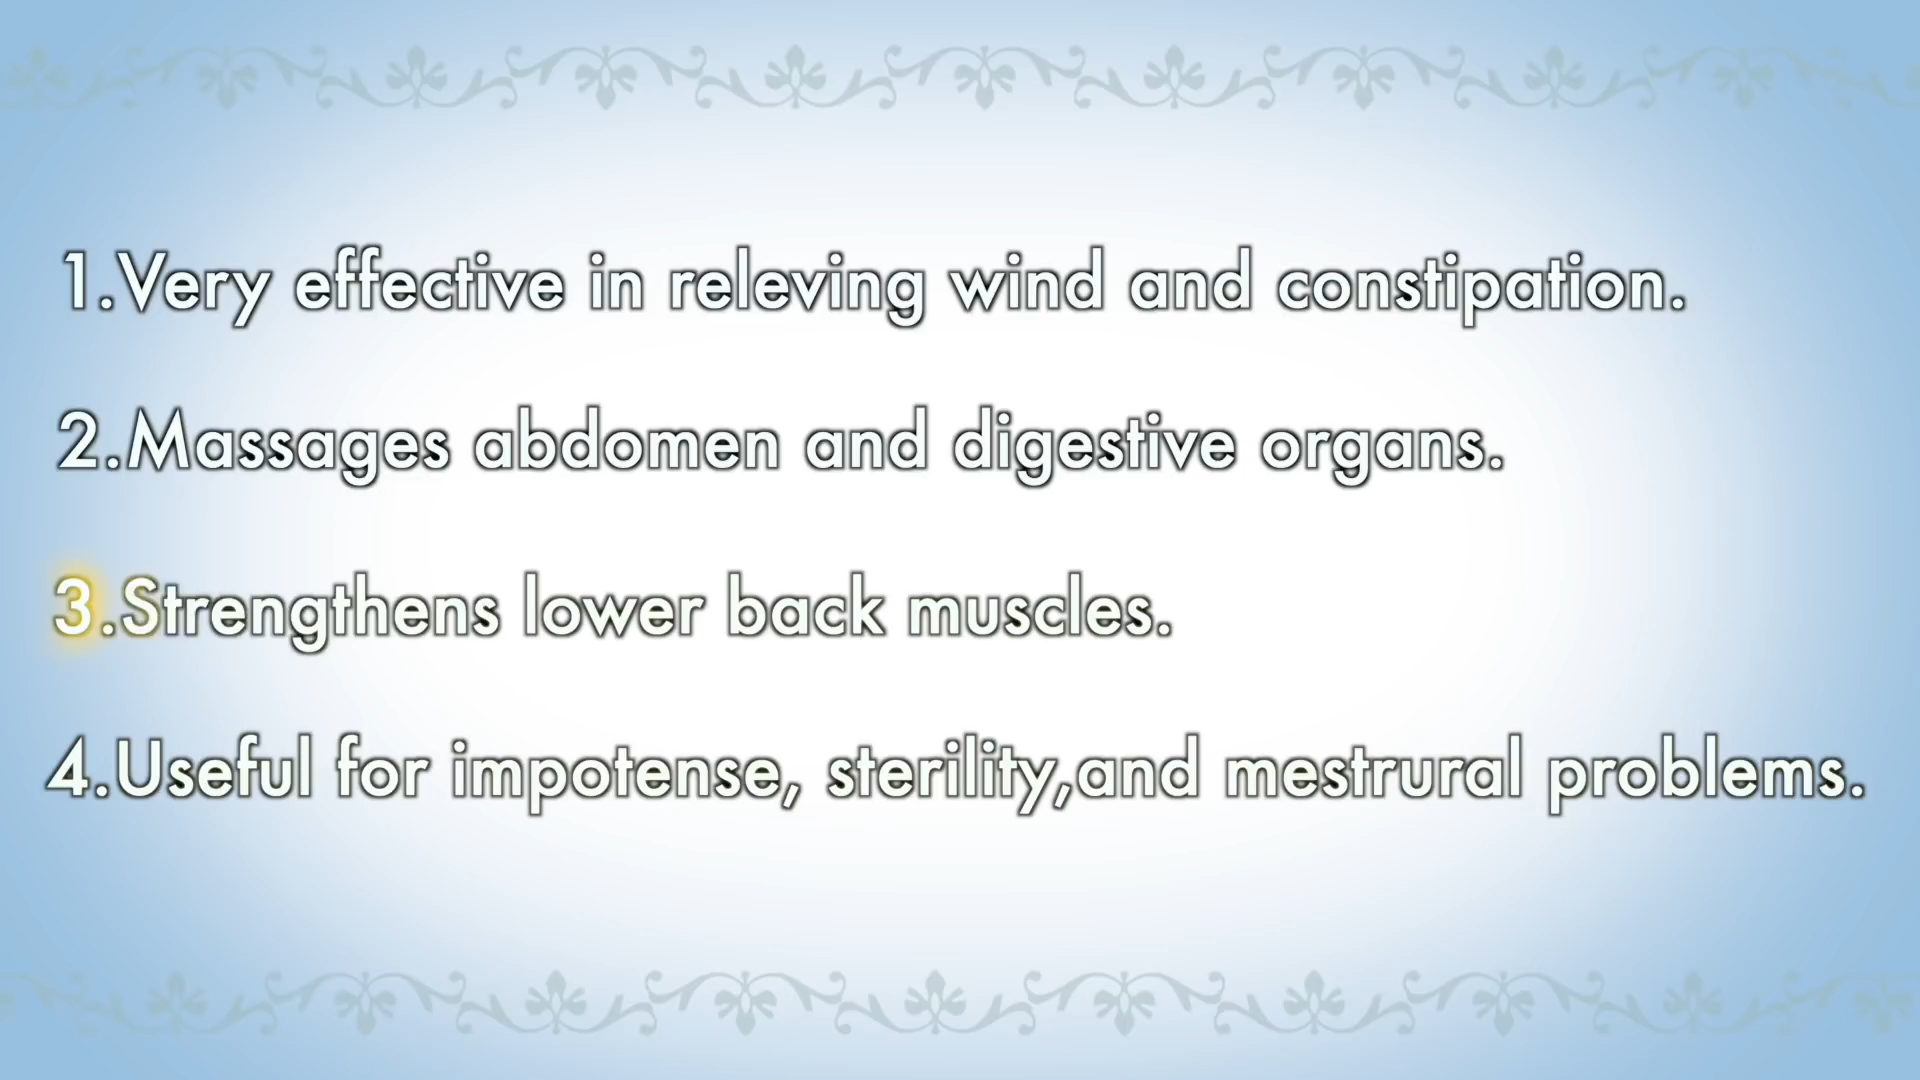 1.Very effective in releving wind and constipation.
2.Massages abdomen and digestive organs.
3.Strengthens lower back muscles.
4.Useful for impotense, sterility,and mestrural problems.